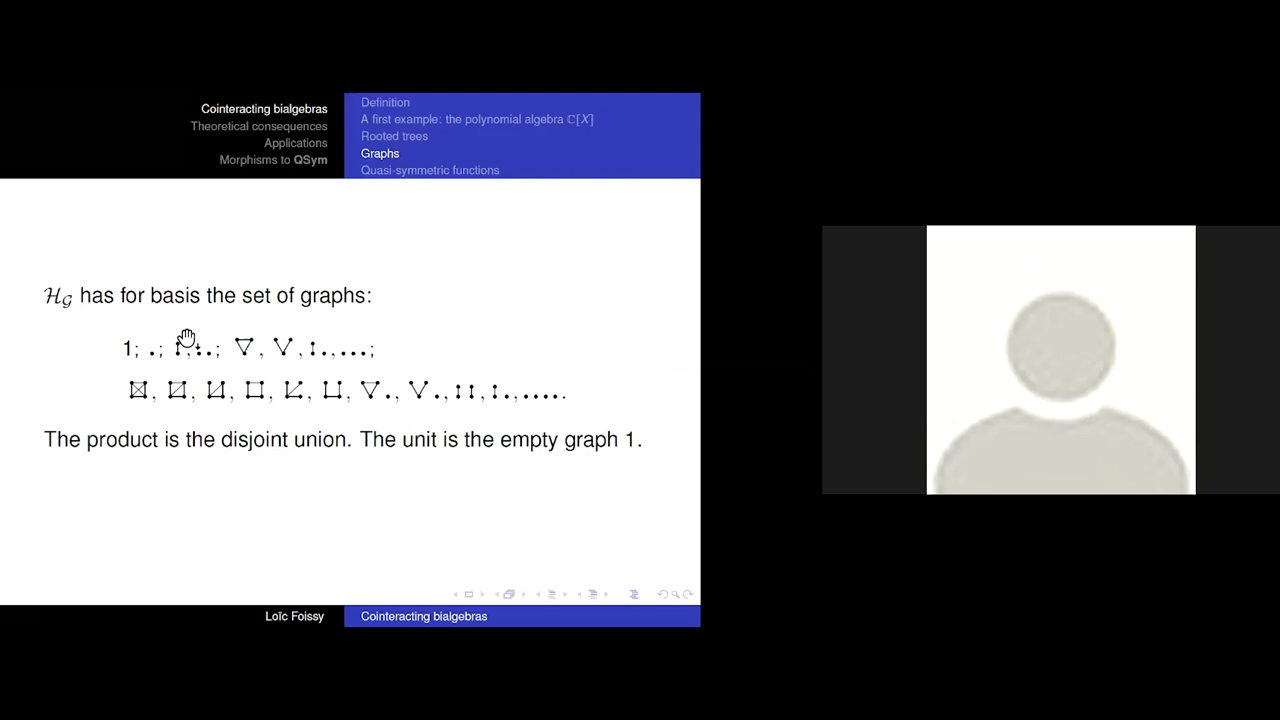 Cointeracting bialgebras
Theoretical consequences
Applications
Morphisms to QSym
Definition
A first example: the polynomial algebra ℂ[X]
Rooted trees
Graphs
Quasi-symmetric functions
ℋ_𝒢 has for basis the set of graphs:
1;
The product is the disjoint union. The unit is the empty graph 1.
Loïc Foissy
Cointeracting bialgebras